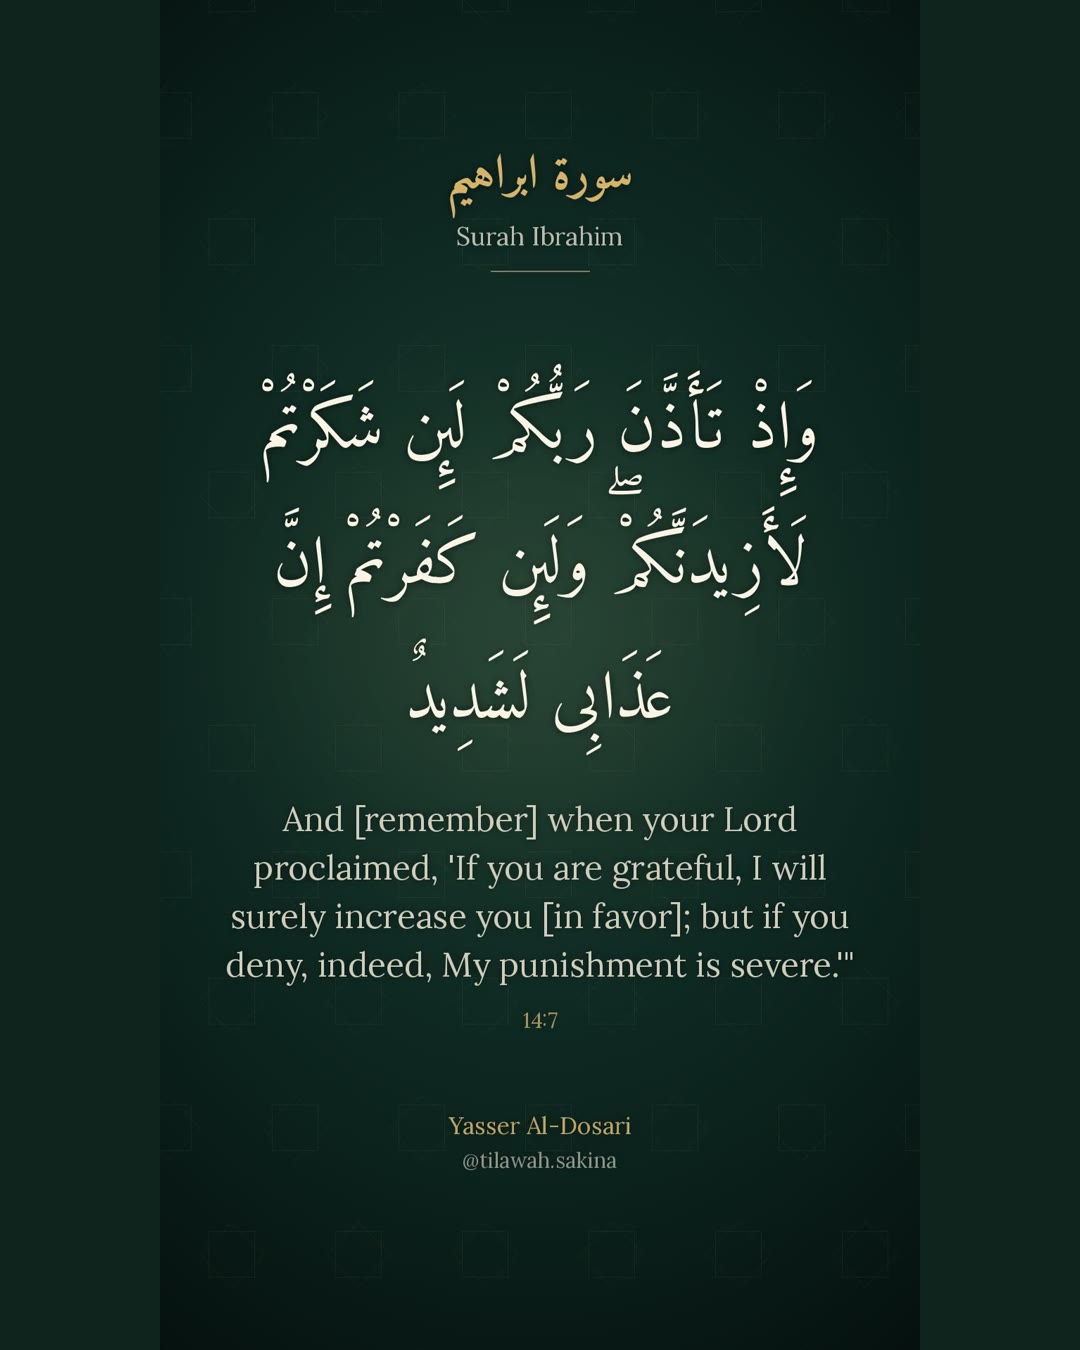 سورة ابراهيم
Surah Ibrahim
وَإِذْ تَأَذَّنَ رَبُّكُمْ لَئِن شَكَرْتُمْ
لَأَزِيدَنَّكُمْ ۖ وَلَئِن كَفَرْتُمْ إِنَّ
عَذَابِى لَشَدِيدٌ
And [remember] when your Lord
proclaimed, 'If you are grateful, I will
surely increase you [in favor]; but if you
deny, indeed, My punishment is severe.'"
14:7
Yasser Al-Dosari
@tilawah.sakina